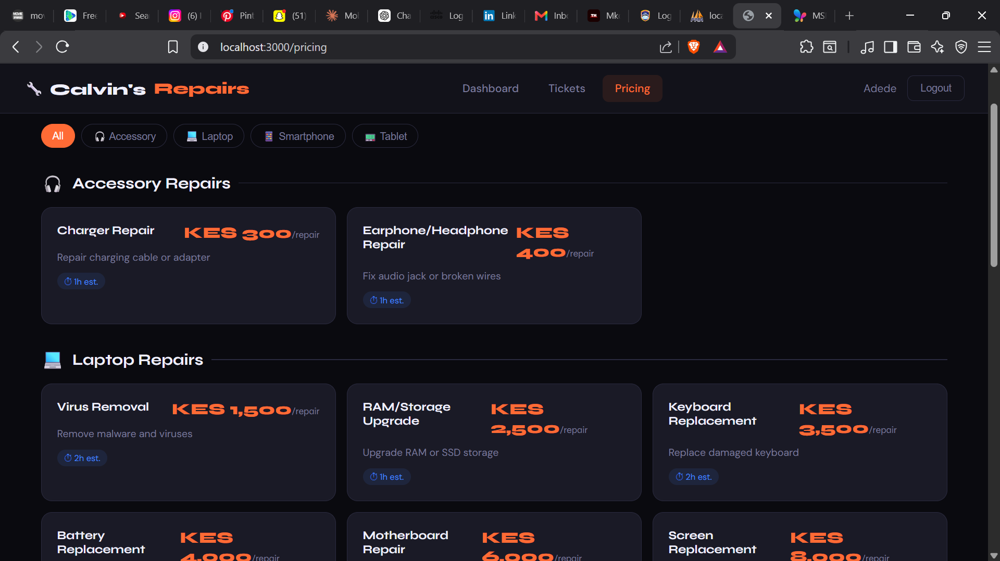 mov
Free
Sea
(6) I
Pint
(51)
Mol
Cha
Log
Link
Inbo
TH
Mk
Log
loca
MS
localhost:3000/pricing
Calvin's Repairs
Dashboard
Tickets
Pricing
Adede
Logout
All
Accessory
Laptop
Smartphone
Tablet
Accessory Repairs
Charger Repair
KES 300/repair
Repair charging cable or adapter
1h est.
Earphone/Headphone
Repair
KES
400/repair
Fix audio jack or broken wires
1h est.
Laptop Repairs
Virus Removal
KES 1,500/repair
Remove malware and viruses
2h est.
RAM/Storage
Upgrade
KES
2,500/repair
Upgrade RAM or SSD storage
1h est.
Keyboard
Replacement
KES
3,500/repair
Replace damaged keyboard
2h est.
Battery
Replacement
KES
4,000/repair
Motherboard
Repair
KES
6,000/repair
Screen
Replacement
KES
8,000/repair